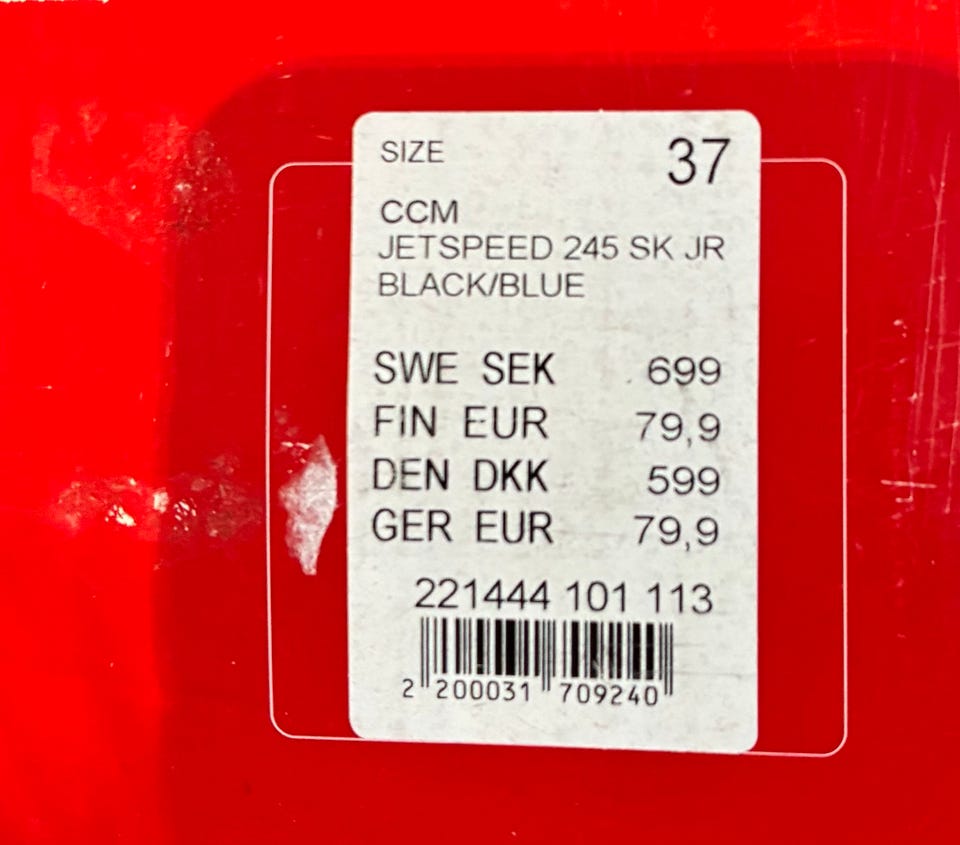 SIZE 37
CCM
JETSPEED 245 SK JR
BLACK/BLUE
SWE SEK 699
FIN EUR 79,9
DEN DKK 599
GER EUR 79,9
221444 101 113
2 200031 709240